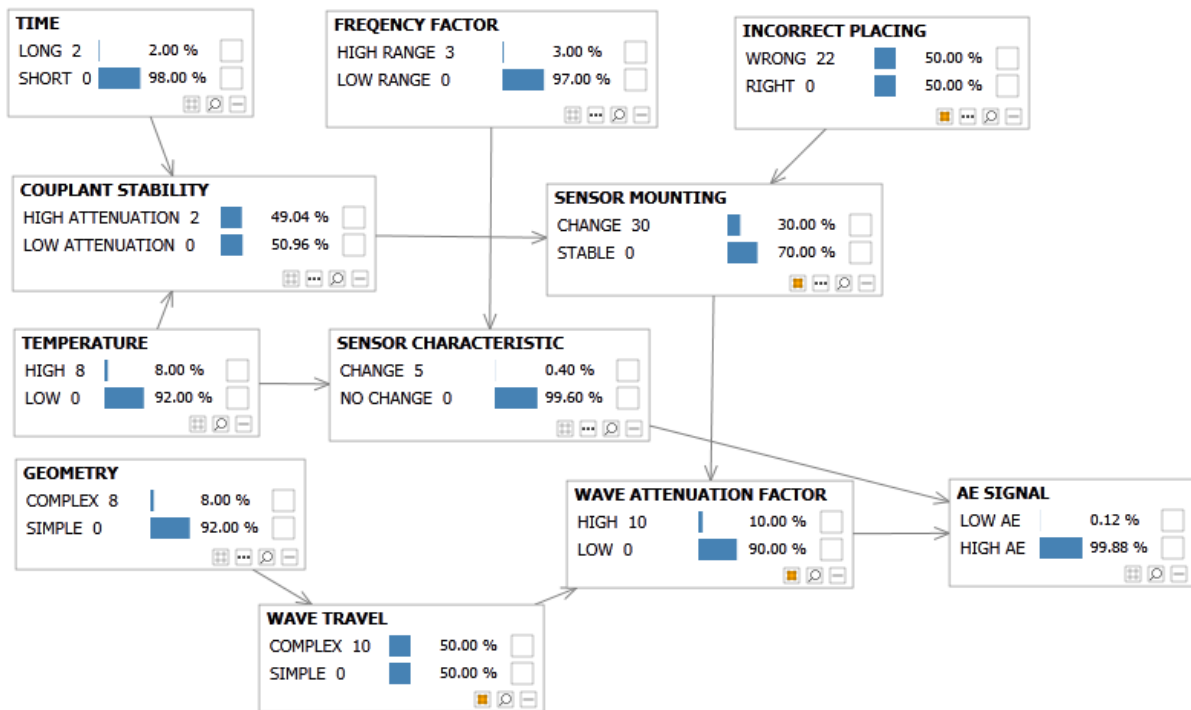 TIME
LONG 2 2.00 %
SHORT 0 98.00 %
FREQENCY FACTOR
HIGH RANGE 3 3.00 %
LOW RANGE 0 97.00 %
INCORRECT PLACING
WRONG 22 50.00 %
RIGHT 0 50.00 %
COUPLANT STABILITY
HIGH ATTENUATION 2 49.04 %
LOW ATTENUATION 0 50.96 %
SENSOR MOUNTING
CHANGE 30 30.00 %
STABLE 0 70.00 %
TEMPERATURE
HIGH 8 8.00 %
LOW 0 92.00 %
SENSOR CHARACTERISTIC
CHANGE 5 0.40 %
NO CHANGE 0 99.60 %
GEOMETRY
COMPLEX 8 8.00 %
SIMPLE 0 92.00 %
WAVE ATTENUATION FACTOR
HIGH 10 10.00 %
LOW 0 90.00 %
AE SIGNAL
LOW AE 0.12 %
HIGH AE 99.88 %
WAVE TRAVEL
COMPLEX 10 50.00 %
SIMPLE 0 50.00 %